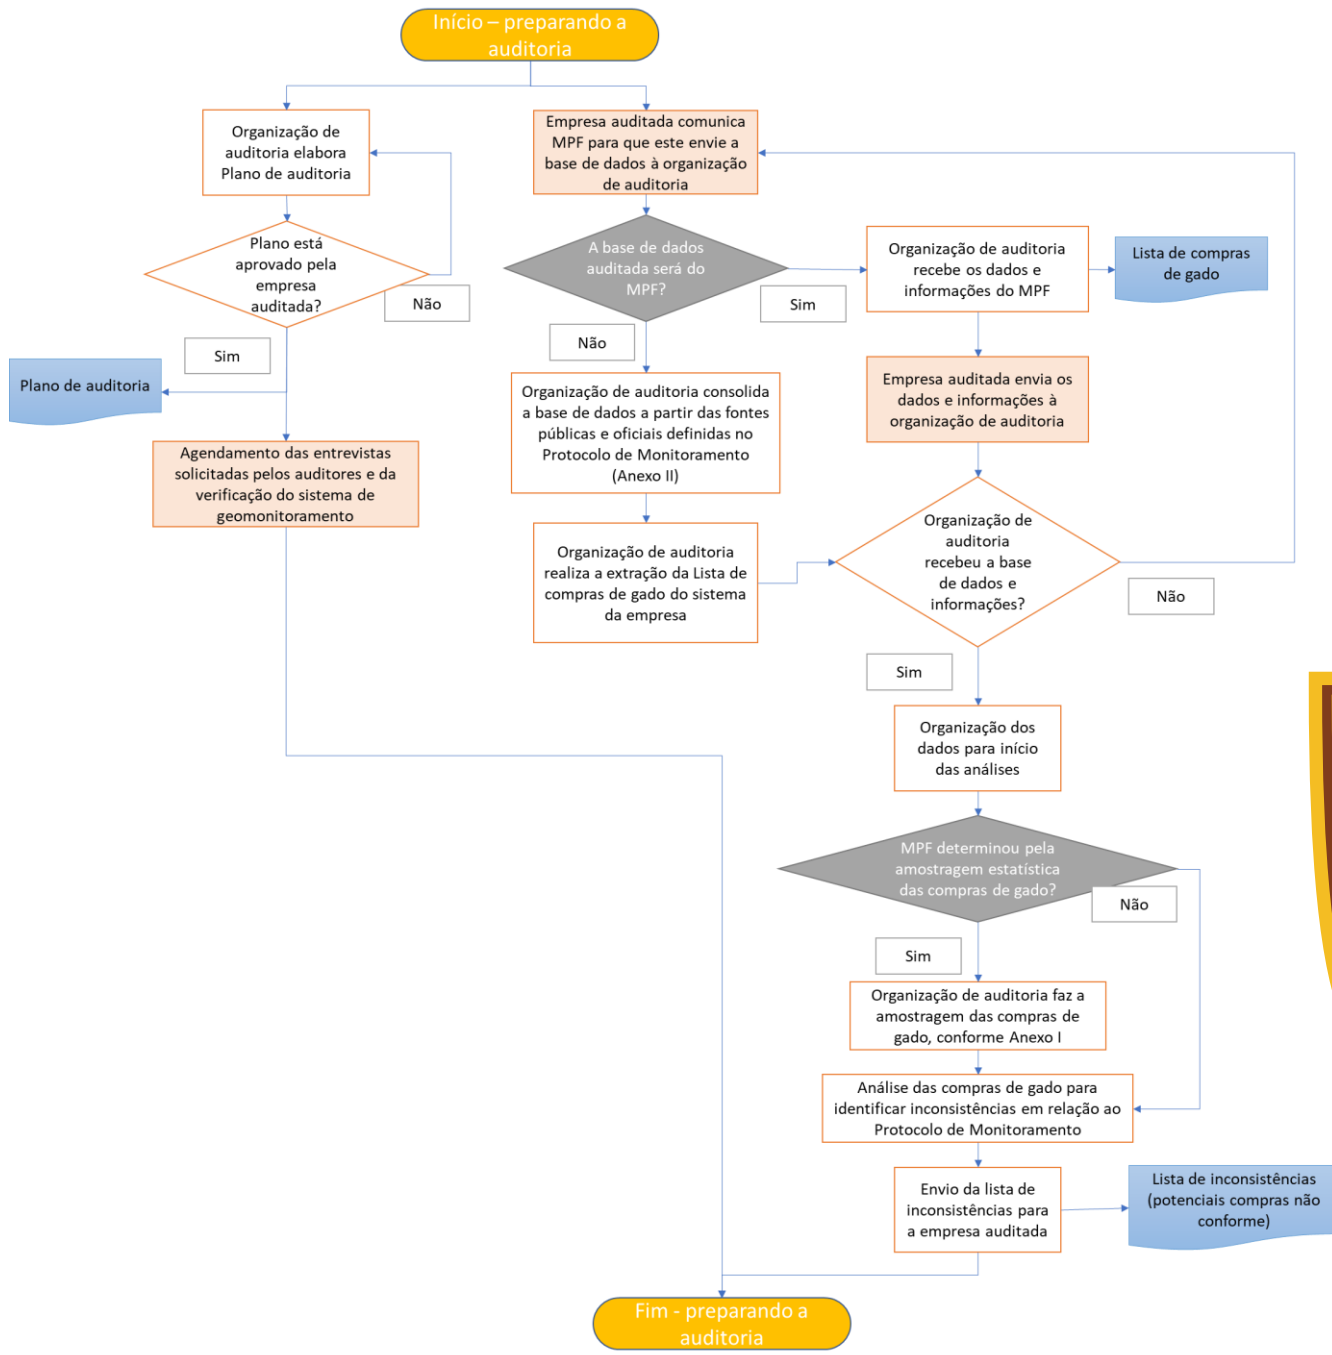 Início – preparando a
auditoria
Organização de
auditoria elabora
Plano de auditoria
Empresa auditada comunica
MPF para que este envie a
base de dados à organização
de auditoria
Plano está
aprovado pela
empresa
auditada?
Não
Sim
Plano de auditoria
Agendamento das entrevistas
solicitadas pelos auditores e da
verificação do sistema de
geomonitoramento
A base de dados
auditada será do
MPF?
Sim
Não
Organização de auditoria
recebe os dados e
informações do MPF
Lista de compras
de gado
Organização de auditoria consolida
a base de dados a partir das fontes
públicas e oficiais definidas no
Protocolo de Monitoramento
(Anexo II)
Empresa auditada envia os
dados e informações à
organização de auditoria
Organização de auditoria
realiza a extração da Lista de
compras de gado do sistema
da empresa
Organização de
auditoria
recebeu a base
de dados e
informações?
Não
Sim
Organização dos
dados para início
das análises
MPF determinou pela
amostragem estatística
das compras de gado?
Não
Sim
Organização de auditoria faz a
amostragem das compras de
gado, conforme Anexo I
Análise das compras de gado para
identificar inconsistências em relação ao
Protocolo de Monitoramento
Envio da lista de
inconsistências para
a empresa auditada
Lista de inconsistências
(potenciais compras não
conforme)
Fim - preparando a
auditoria